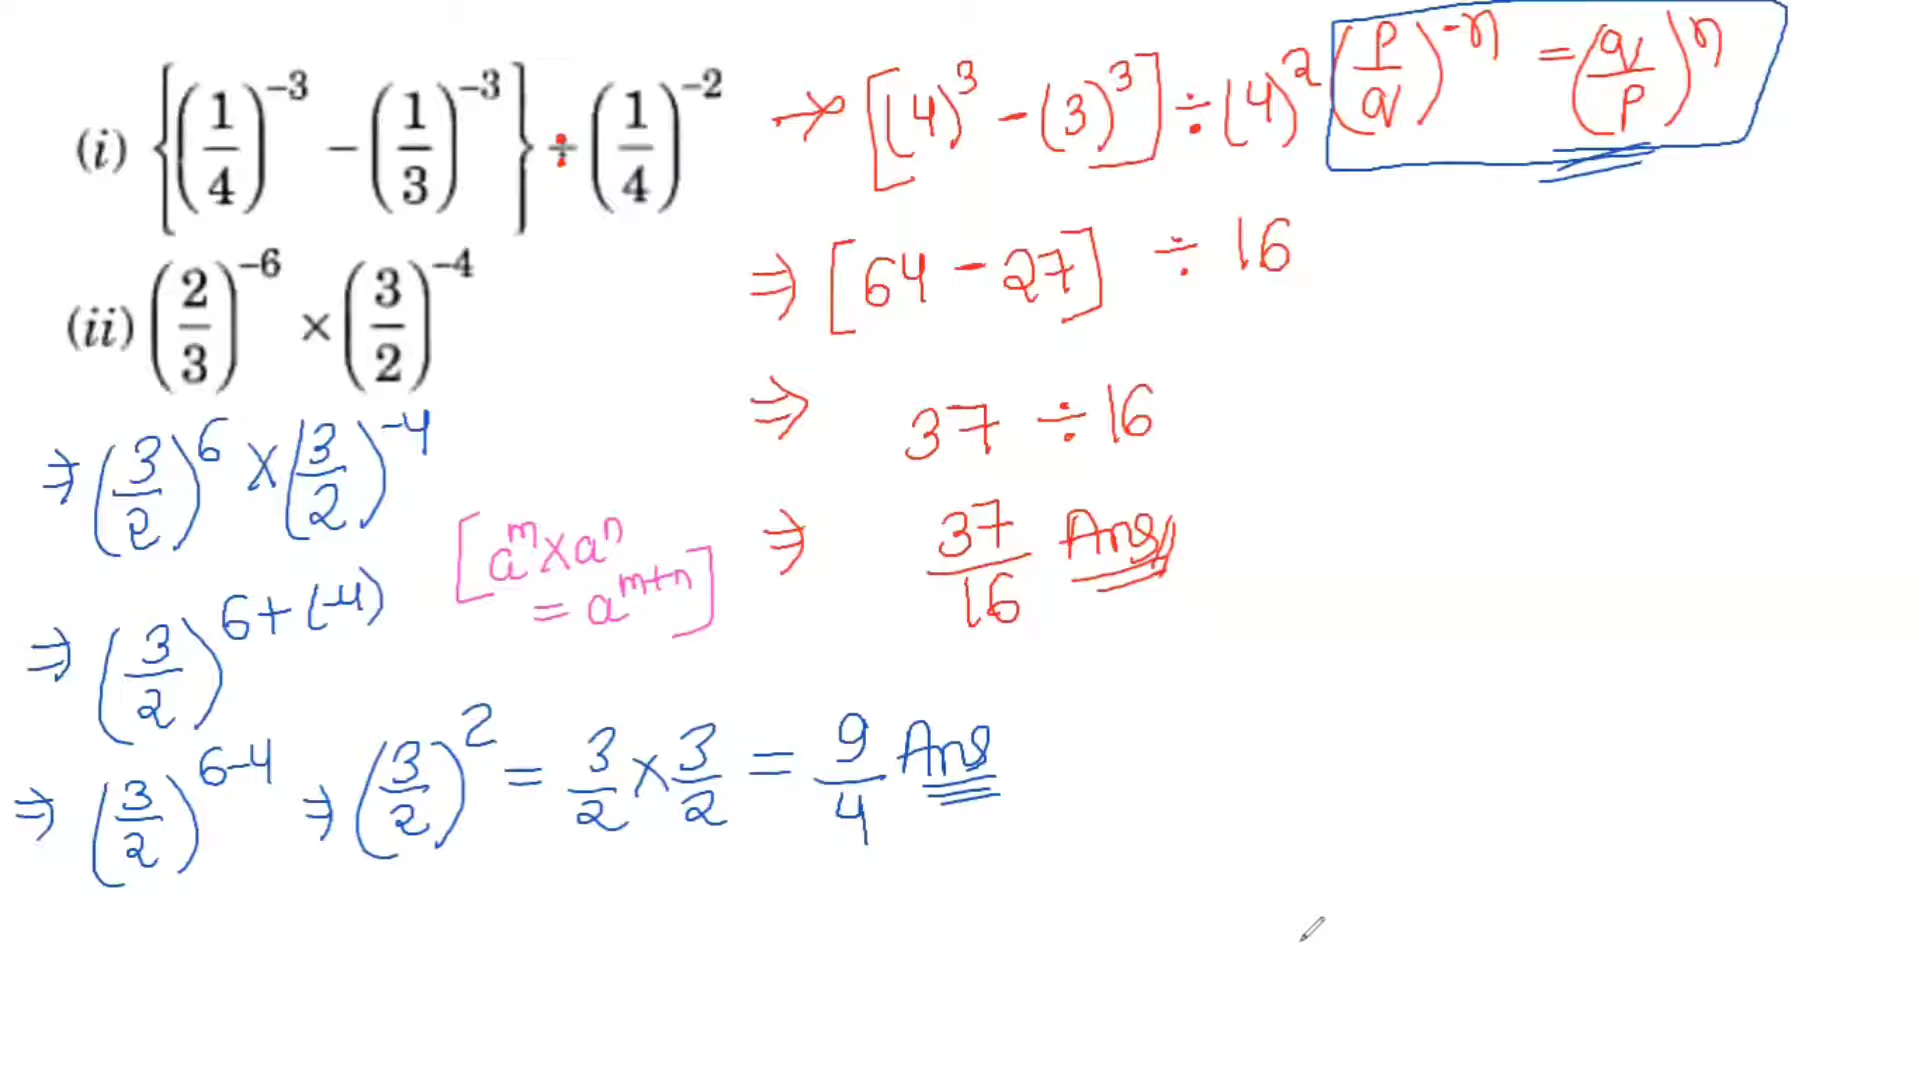 (i) {(1/4)^-3 − (1/3)^-3} ÷ (1/4)^-2
→ [(4)^3 − (3)^3] ÷ (4)^2
(p/q)^-n = (q/p)^n
⇒ [64 − 27] ÷ 16
⇒ 37 ÷ 16
⇒ 37/16 Ans
(ii) (2/3)^-6 × (3/2)^-4
⇒ (3/2)^6 × (3/2)^-4
[a^m × a^n
= a^m+n]
⇒ (3/2)^6+(-4)
⇒ (3/2)^6-4 ⇒ (3/2)^2 = 3/2 × 3/2 = 9/4 Ans